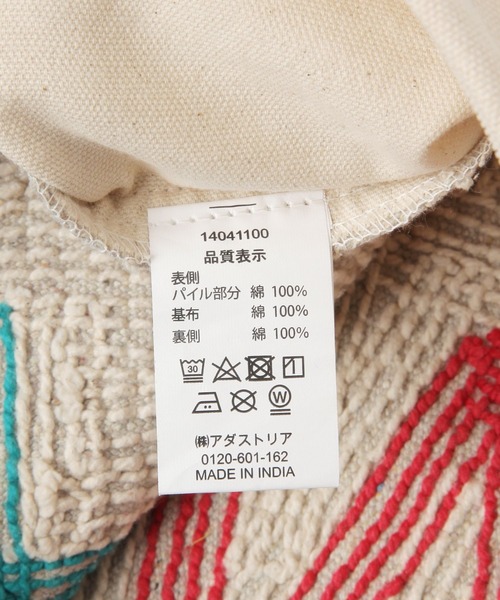 14041100
品質表示
表側
パイル部分 綿 100%
基布 綿 100%
裏側 綿 100%
30
W
㈱アダストリア
0120-601-162
MADE IN INDIA